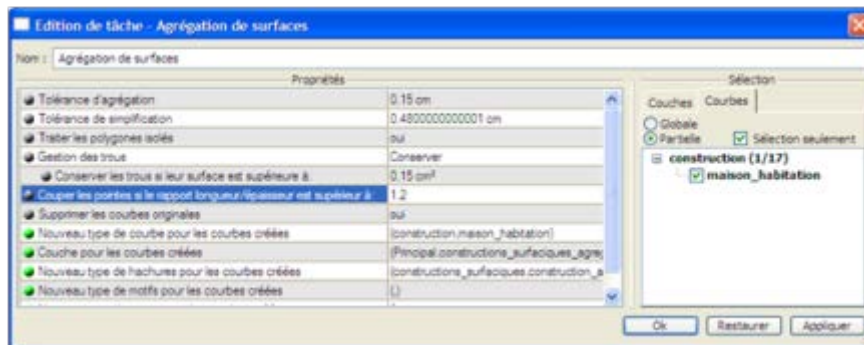 Edition de tâche - Agrégation de surfaces
Nom : Agrégation de surfaces
Propriétés
Tolérance d'agrégation 0.15 cm
Tolérance de simplification 0.4800000000001 cm
Traiter les polygones isolés oui
Gestion des trous Conserver
Conserver les trous si leur surface est supérieure à 0.15 cm²
Couper les pointes si le rapport longueur/épaisseur est supérieur à 1.2
Supprimer les courbes originales oui
Nouveau type de courbe pour les courbes créées (construction.maison_habitation)
Couche pour les courbes créées (Principal.constructions_surfaciques_agre
Nouveau type de hachures pour les courbes créées (constructions_surfaciques.construction_a
Nouveau type de motifs pour les courbes créées (.)
Sélection
Couches Courbes
Globale
Partielle Sélection seulement
construction (1/17)
maison_habitation
Ok Restaurer Appliquer